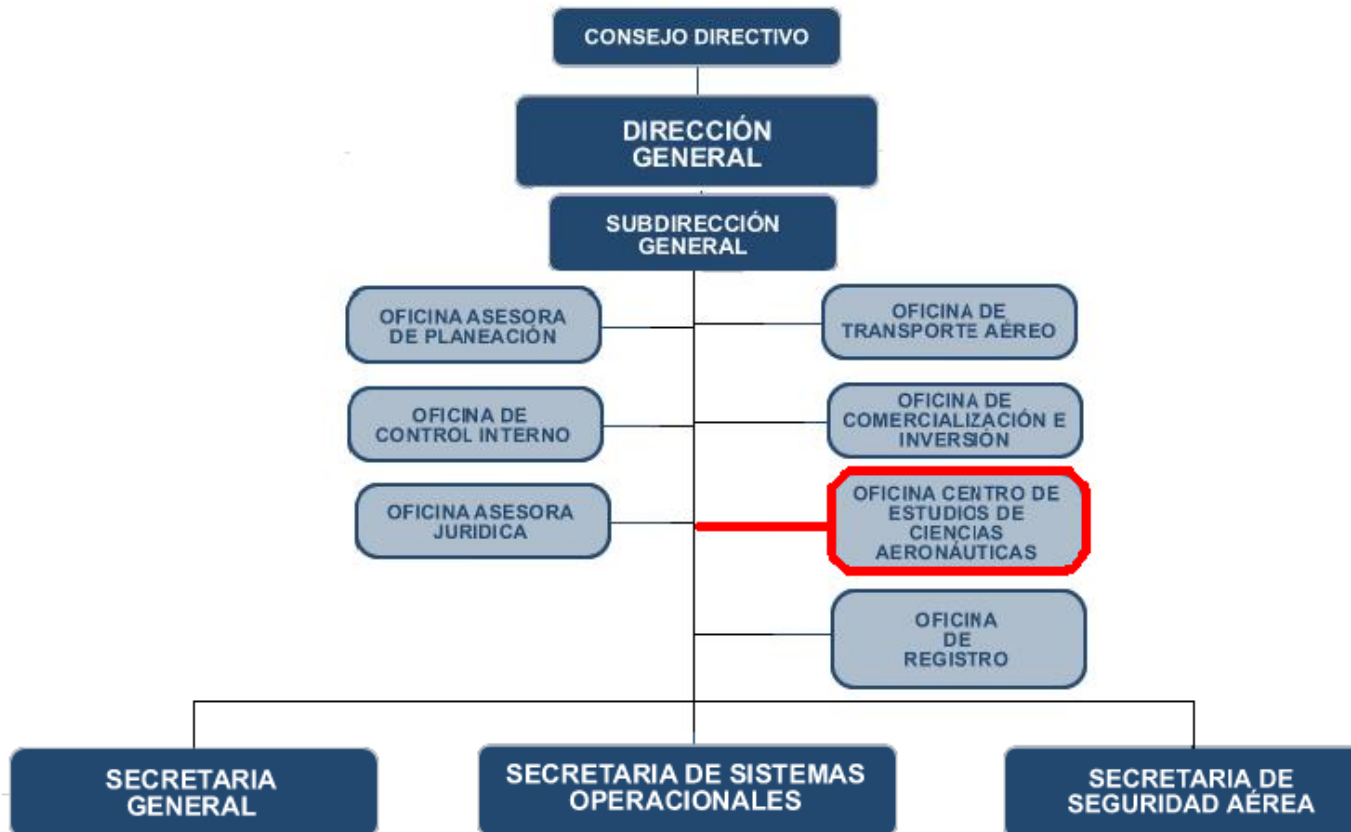 CONSEJO DIRECTIVO
DIRECCIÓN
GENERAL
SUBDIRECCIÓN
GENERAL
OFICINA ASESORA
DE PLANEACIÓN
OFICINA DE
TRANSPORTE AÉREO
OFICINA DE
CONTROL INTERNO
OFICINA DE
COMERCIALIZACIÓN E
INVERSIÓN
OFICINA ASESORA
JURIDICA
OFICINA CENTRO DE
ESTUDIOS DE
CIENCIAS
AERONÁUTICAS
OFICINA
DE
REGISTRO
SECRETARIA
GENERAL
SECRETARIA DE SISTEMAS
OPERACIONALES
SECRETARIA DE
SEGURIDAD AÉREA